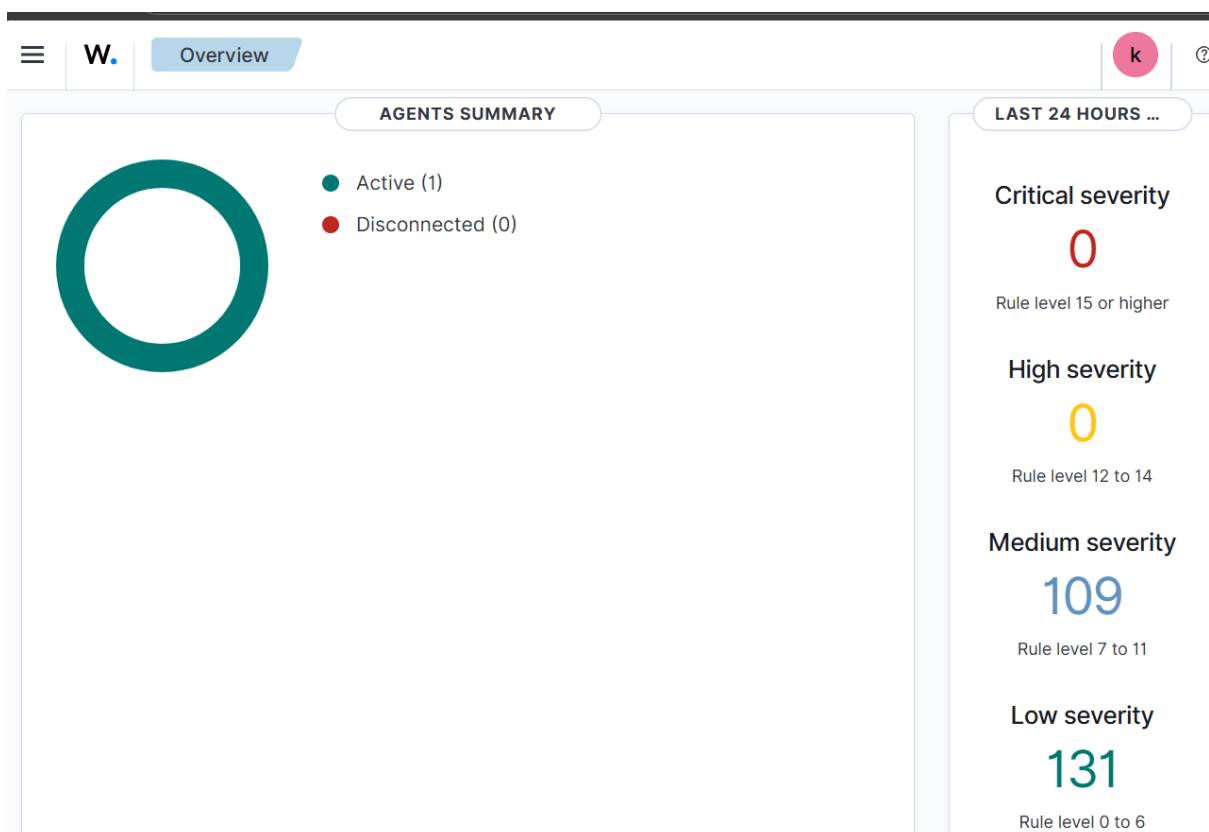 W.
Overview
k
AGENTS SUMMARY
Active (1)
Disconnected (0)
LAST 24 HOURS ...
Critical severity
0
Rule level 15 or higher
High severity
0
Rule level 12 to 14
Medium severity
109
Rule level 7 to 11
Low severity
131
Rule level 0 to 6